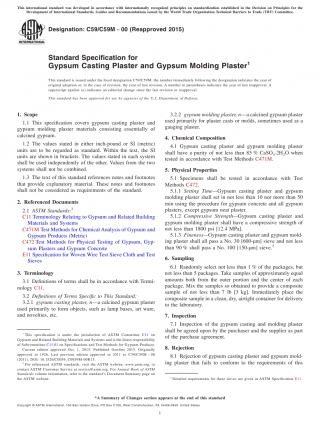 This international standard was developed in accordance with internationally recognized principles on standardization established in the Decision on Principles for the
Development of International Standards, Guides and Recommendations issued by the World Trade Organization Technical Barriers to Trade (TBT) Committee.
Designation: C59/C59M - 00 (Reapproved 2015)
Standard Specification for
Gypsum Casting Plaster and Gypsum Molding Plaster1
This standard is issued under the fixed designation C59/C59M; the number immediately following the designation indicates the year of
original adoption or, in the case of revision, the year of last revision. A number in parentheses indicates the year of last reapproval. A
superscript epsilon (ε) indicates an editorial change since the last revision or reapproval.
This standard has been approved for use by agencies of the U.S. Department of Defense.
1. Scope
1.1 This specification covers gypsum casting plaster and
gypsum molding plaster materials consisting essentially of
calcined gypsum.
1.2 The values stated in either inch-pound or SI (metric)
units are to be regarded as standard. Within the text, the SI
units are shown in brackets. The values stated in each system
shall be used independently of the other. Values from the two
systems shall not be combined.
1.3 The text of this standard references notes and footnotes
that provide explanatory material. These notes and footnotes
shall not be considered as requirements of the standard.
2. Referenced Documents
2.1 ASTM Standards:2
C11 Terminology Relating to Gypsum and Related Building
Materials and Systems
C471M Test Methods for Chemical Analysis of Gypsum and
Gypsum Products (Metric)
C472 Test Methods for Physical Testing of Gypsum, Gyp-
sum Plasters and Gypsum Concrete
E11 Specification for Woven Wire Test Sieve Cloth and Test
Sieves
3. Terminology
3.1 Definitions of terms shall be in accordance with Termi-
nology C11.
3.2 Definitions of Terms Specific to This Standard:
3.2.1 gypsum casting plaster, n—a calcined gypsum plaster
used primarily to form objects, such as lamp bases, art ware,
and novelties, etc.
1 This specification is under the jurisdiction of ASTM Committee C11 on
Gypsum and Related Building Materials and Systems and is the direct responsibility
of Subcommittee C11.01 on Specifications and Test Methods for Gypsum Products.
Current edition approved Oct. 1, 2015. Published October 2015. Originally
approved in 1926. Last previous edition approved in 2011 as C59/C59M – 00
(2011). DOI: 10.1520/C0059_C0059M-00R15.
2 For referenced ASTM standards, visit the ASTM website, www.astm.org, or
contact ASTM Customer Service at service@astm.org. For Annual Book of ASTM
Standards volume information, refer to the standard's Document Summary page on
the ASTM website.
3.2.2 gypsum molding plaster, n—a calcined gypsum plaster
used primarily for plaster casts or molds, sometimes used as a
gauging plaster.
4. Chemical Composition
4.1 Gypsum casting plaster and gypsum molding plaster
shall have a purity of not less than 85 % CaSO4·½H2O when
tested in accordance with Test Methods C471M.
5. Physical Properties
5.1 Specimens shall be tested in accordance with Test
Methods C472.
5.1.1 Setting Time—Gypsum casting plaster and gypsum
molding plaster shall set in not less than 10 nor more than 50
min using the procedure for gypsum concrete and all gypsum
plasters, except gypsum neat plaster.
5.1.2 Compressive Strength—Gypsum casting plaster and
gypsum molding plaster shall have a compressive strength of
not less than 1800 psi [12.4 MPa].
5.1.3 Fineness—Gypsum casting plaster and gypsum mold-
ing plaster shall all pass a No. 30 [600-µm] sieve and not less
than 90 % shall pass a No. 100 [150-µm] sieve.3
6. Sampling
6.1 Randomly select not less than 1 % of the packages, but
not less than 5 packages. Take samples of approximately equal
amounts from the outer portion and the center of each
package. Mix the samples so obtained to provide a composite
sample of not less than 7 lb [3 kg]. Immediately place the
composite sample in a clean, dry, airtight container for delivery
to the laboratory.
7. Inspection
7.1 Inspection of the gypsum casting and molding plaster
shall be agreed upon by the purchaser and the supplier as part
of the purchase agreement.
8. Rejection
8.1 Rejection of gypsum casting plaster and gypsum mold-
ing plaster that fails to conform to the requirements of this
3 Detailed requirements for these sieves are given in ASTM Specification E11.
*A Summary of Changes section appears at the end of this standard
Copyright © ASTM International, 100 Barr Harbor Drive, PO Box C700, West Conshohocken, PA 19428-2959. United States
1